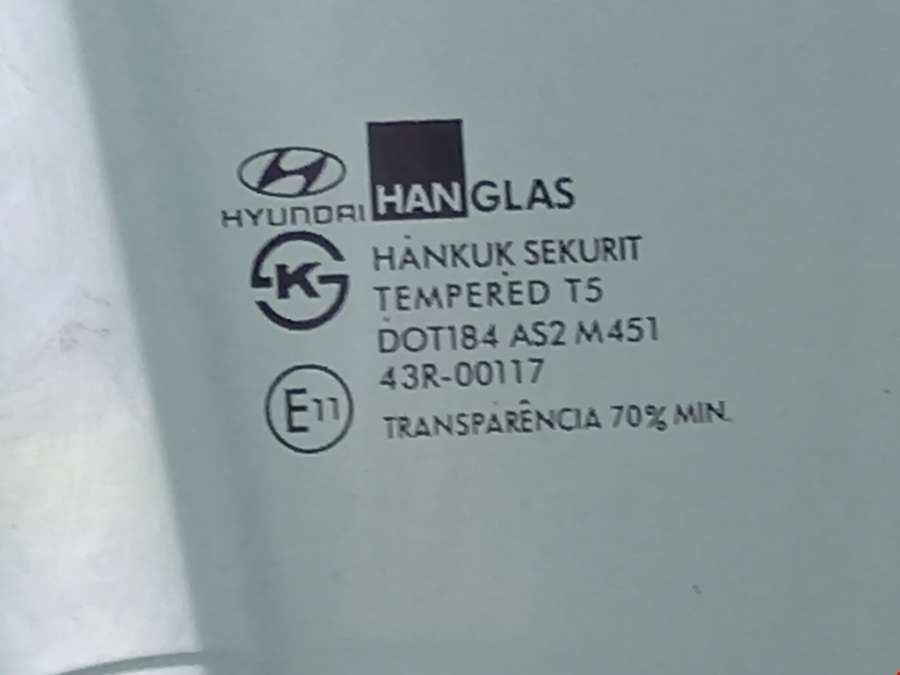 HYUNDAI HANGLAS
K
HANKUK SEKURIT
TEMPERED T5
DOT184 AS2 M451
43R-00117
E11
TRANSPARÊNCIA 70% MIN.